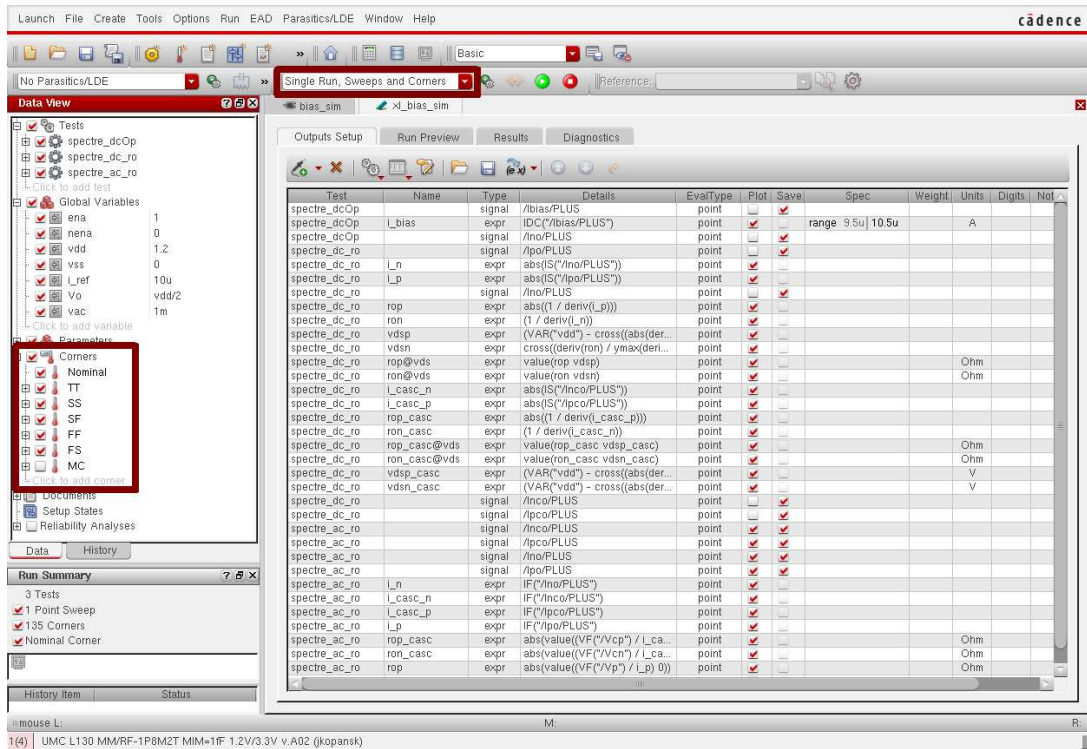 Launch File Create Tools Options Run EAD Parasitics/LDE Window Help
cādence
» Basic
No Parasitics/LDE » Single Run, Sweeps and Corners Reference:
Data View
bias_sim xl_bias_sim
Tests
spectre_dcOp
spectre_dc_ro
spectre_ac_ro
Click to add test
Global Variables
ena 1
nena 0
vdd 1.2
vss 0
i_ref 10u
Vo vdd/2
vac 1m
Click to add variable
Parameters
Corners
Nominal
TT
SS
SF
FF
FS
MC
Click to add corner
Documents
Setup States
Reliability Analyses
Data History
Run Summary
3 Tests
1 Point Sweep
135 Corners
Nominal Corner
History Item Status
Outputs Setup Run Preview Results Diagnostics
Test Name Type Details EvalType Plot Save Spec Weight Units Digits Not
spectre_dcOp signal /Ibias/PLUS point
spectre_dcOp i_bias expr IDC("/Ibias/PLUS") point range 9.5u 10.5u A
spectre_dcOp signal /Ino/PLUS point
spectre_dc_ro signal /Ipo/PLUS point
spectre_dc_ro i_n expr abs(IS("/Ino/PLUS")) point
spectre_dc_ro i_p expr abs(IS("/Ipo/PLUS")) point
spectre_dc_ro signal /Ino/PLUS point
spectre_dc_ro rop expr abs((1 / deriv(i_p))) point
spectre_dc_ro ron expr (1 / deriv(i_n)) point
spectre_dc_ro vdsp expr (VAR("vdd") - cross((abs(der... point
spectre_dc_ro vdsn expr cross((deriv(ron) / ymax(deri... point
spectre_dc_ro rop@vds expr value(rop vdsp) point Ohm
spectre_dc_ro ron@vds expr value(ron vdsn) point Ohm
spectre_dc_ro i_casc_n expr abs(IS("/Inco/PLUS")) point
spectre_dc_ro i_casc_p expr abs(IS("/Ipco/PLUS")) point
spectre_dc_ro rop_casc expr abs((1 / deriv(i_casc_p))) point
spectre_dc_ro ron_casc expr (1 / deriv(i_casc_n)) point
spectre_dc_ro rop_casc@vds expr value(rop_casc vdsp_casc) point Ohm
spectre_dc_ro ron_casc@vds expr value(ron_casc vdsn_casc) point Ohm
spectre_dc_ro vdsp_casc expr (VAR("vdd") - cross((abs(der... point V
spectre_dc_ro vdsn_casc expr (VAR("vdd") - cross((abs(der... point V
spectre_dc_ro signal /Inco/PLUS point
spectre_dc_ro signal /Ipco/PLUS point
spectre_ac_ro signal /Inco/PLUS point
spectre_ac_ro signal /Ipco/PLUS point
spectre_ac_ro signal /Ino/PLUS point
spectre_ac_ro signal /Ipo/PLUS point
spectre_ac_ro i_n expr IF("/Ino/PLUS") point
spectre_ac_ro i_casc_n expr IF("/Inco/PLUS") point
spectre_ac_ro i_casc_p expr IF("/Ipco/PLUS") point
spectre_ac_ro i_p expr IF("/Ipo/PLUS") point
spectre_ac_ro rop_casc expr abs(value((VF("/Vcp") / i_ca... point Ohm
spectre_ac_ro ron_casc expr abs(value((VF("/Vcn") / i_ca... point Ohm
spectre_ac_ro rop expr abs(value((VF("/Vp") / i_p) 0)) point Ohm
mouse L: M: R:
1(4) UMC L130 MM/RF-1P8M2T MIM=1fF 1.2V/3.3V v.A02 (jkopansk)